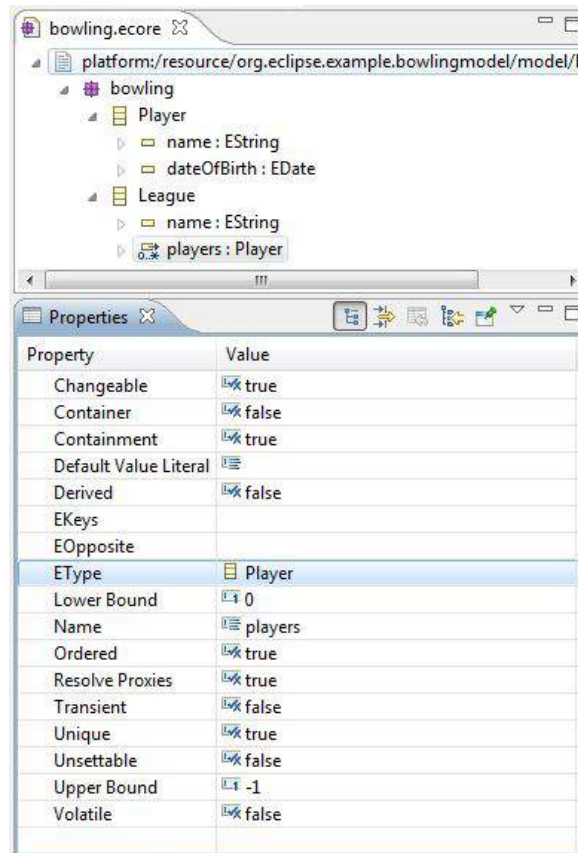 bowling.ecore
platform:/resource/org.eclipse.example.bowlingmodel/model/
bowling
Player
name : EString
dateOfBirth : EDate
League
name : EString
0..* players : Player
Properties
Property Value
Changeable true
Container false
Containment true
Default Value Literal
Derived false
EKeys
EOpposite
EType Player
Lower Bound 0
Name players
Ordered true
Resolve Proxies true
Transient false
Unique true
Unsettable false
Upper Bound -1
Volatile false